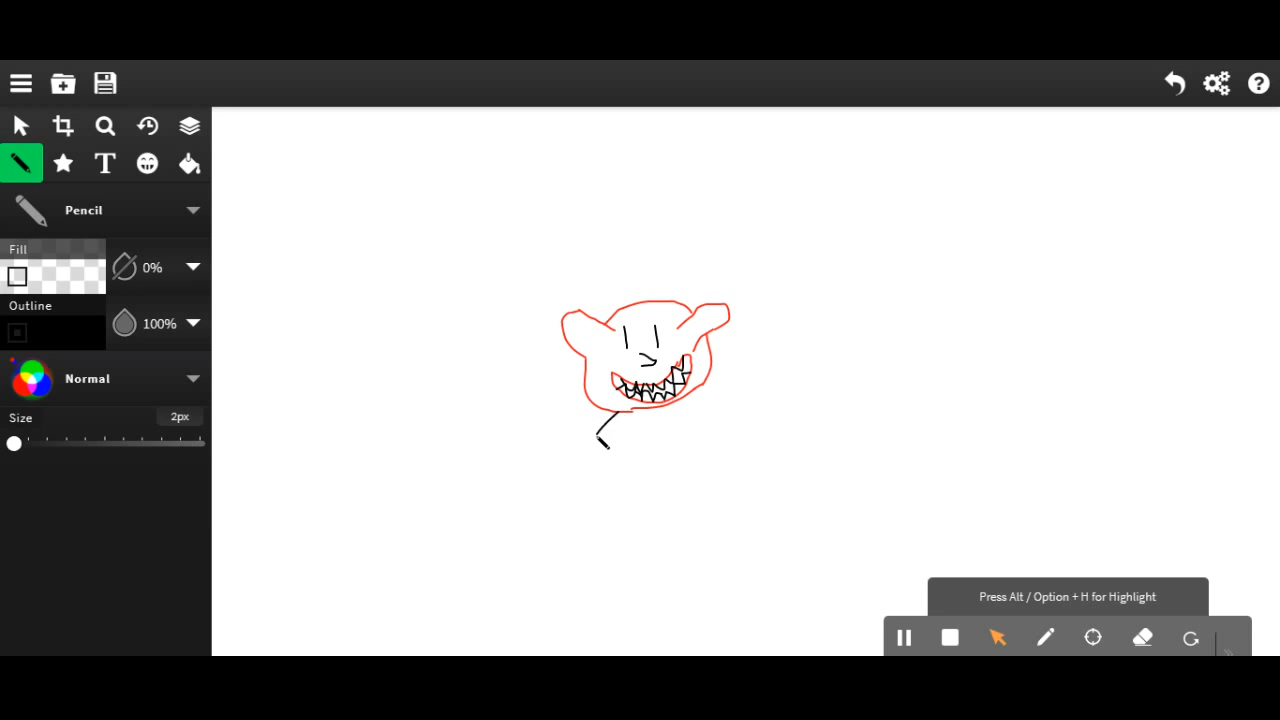 T
Pencil
Fill
0%
Outline
100%
Normal
Size
2px
Press Alt / Option + H for Highlight